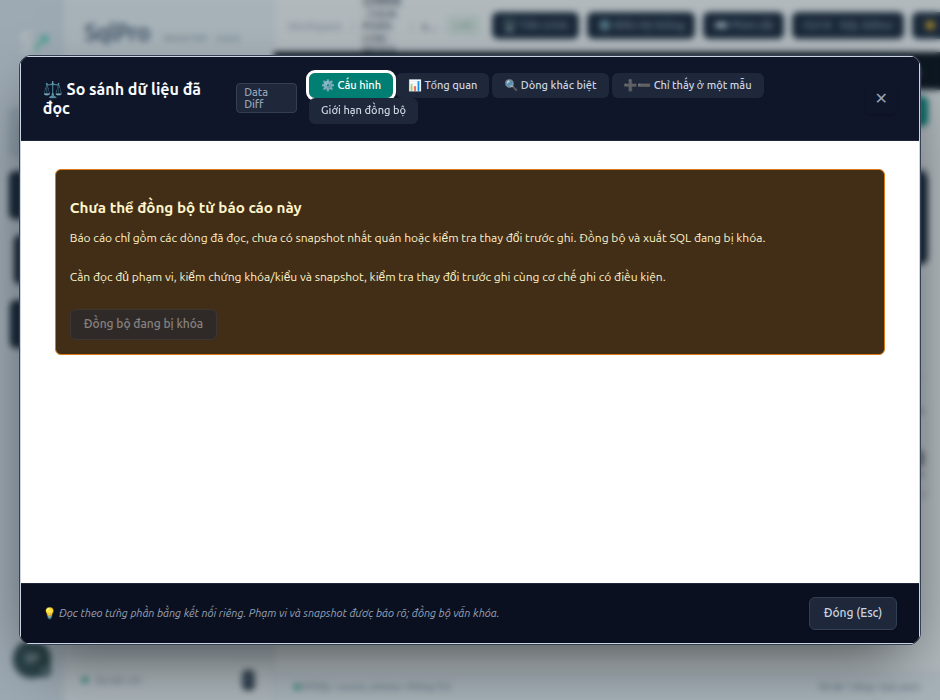 SqlPro
⚖️ So sánh dữ liệu đã
đọc
Data
Diff
⚙️ Cấu hình
📊 Tổng quan
🔍 Dòng khác biệt
➕➖ Chỉ thấy ở một mẫu
Giới hạn đồng bộ
✕
Chưa thể đồng bộ từ báo cáo này
Báo cáo chỉ gồm các dòng đã đọc, chưa có snapshot nhất quán hoặc kiểm tra thay đổi trước ghi. Đồng bộ và xuất SQL đang bị khóa.
Cần đọc đủ phạm vi, kiểm chứng khóa/kiểu và snapshot, kiểm tra thay đổi trước ghi cùng cơ chế ghi có điều kiện.
Đồng bộ đang bị khóa
💡 Đọc theo từng phần bằng kết nối riêng. Phạm vi và snapshot được báo rõ; đồng bộ vẫn khóa.
Đóng (Esc)